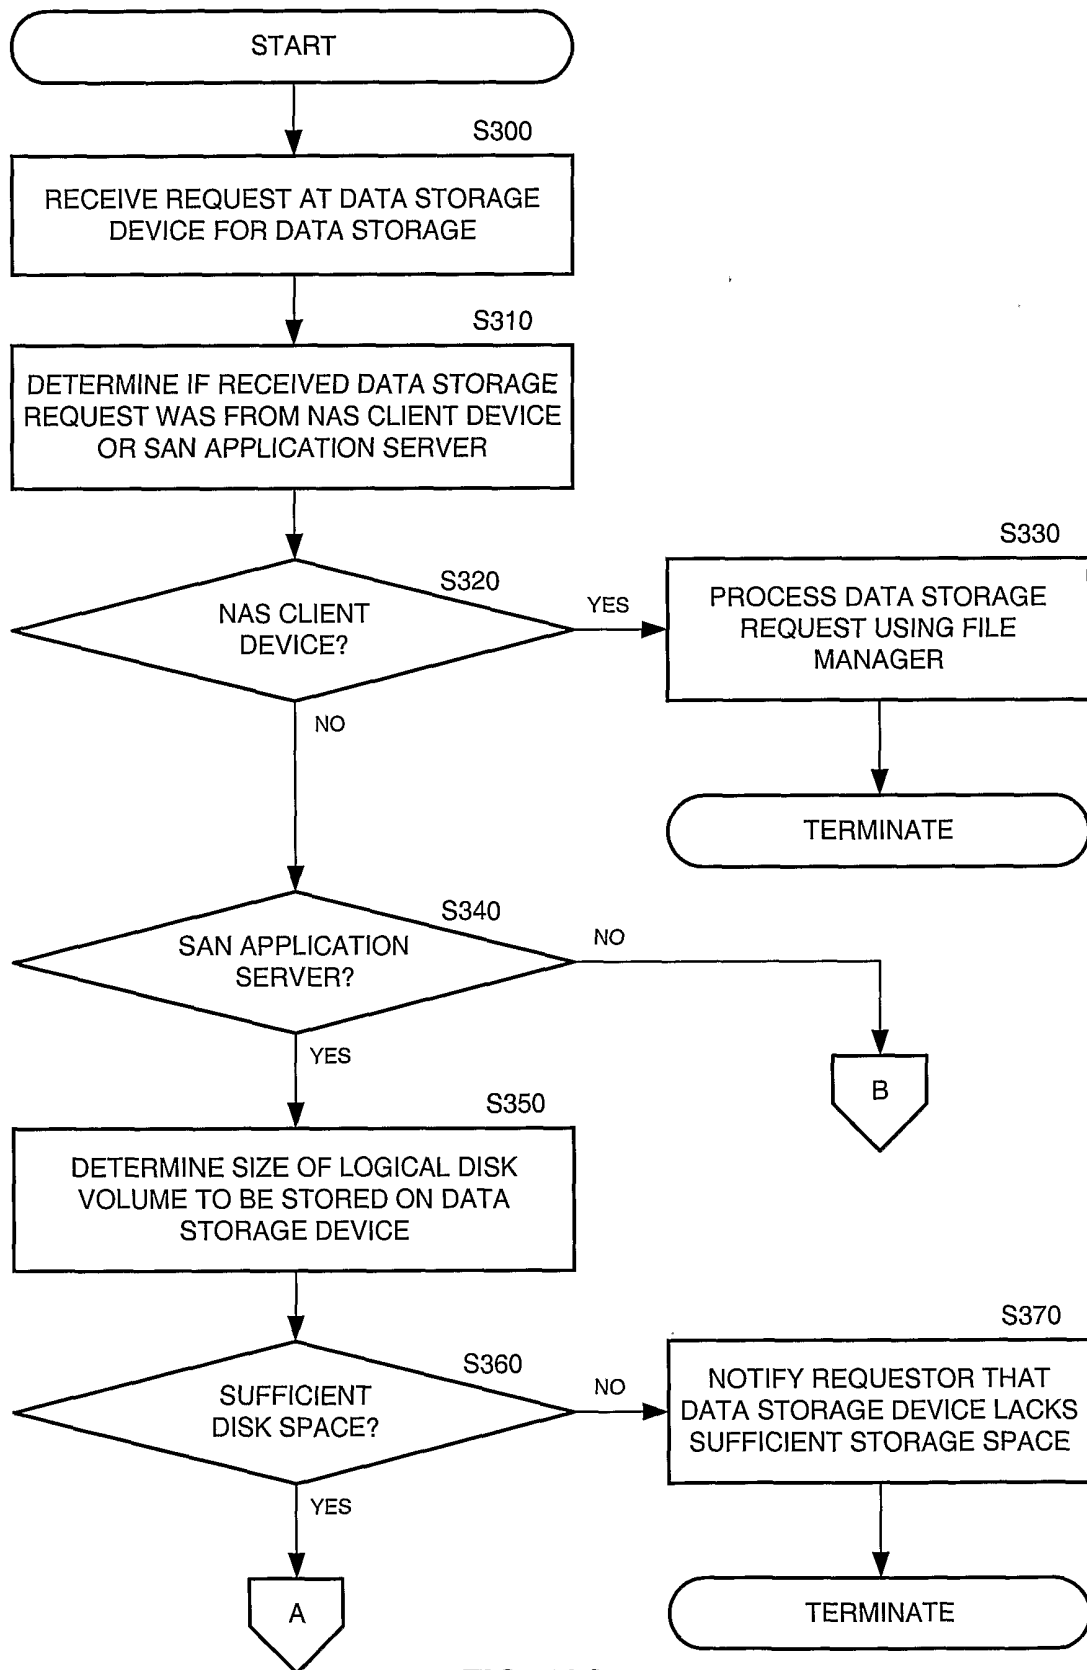 START
S300
RECEIVE REQUEST AT DATA STORAGE
DEVICE FOR DATA STORAGE
S310
DETERMINE IF RECEIVED DATA STORAGE
REQUEST WAS FROM NAS CLIENT DEVICE
OR SAN APPLICATION SERVER
S320
NAS CLIENT
DEVICE?
YES
S330
PROCESS DATA STORAGE
REQUEST USING FILE
MANAGER
NO
TERMINATE
S340
SAN APPLICATION
SERVER?
NO
YES
B
S350
DETERMINE SIZE OF LOGICAL DISK
VOLUME TO BE STORED ON DATA
STORAGE DEVICE
S360
SUFFICIENT
DISK SPACE?
NO
S370
NOTIFY REQUESTOR THAT
DATA STORAGE DEVICE LACKS
SUFFICIENT STORAGE SPACE
YES
A
TERMINATE